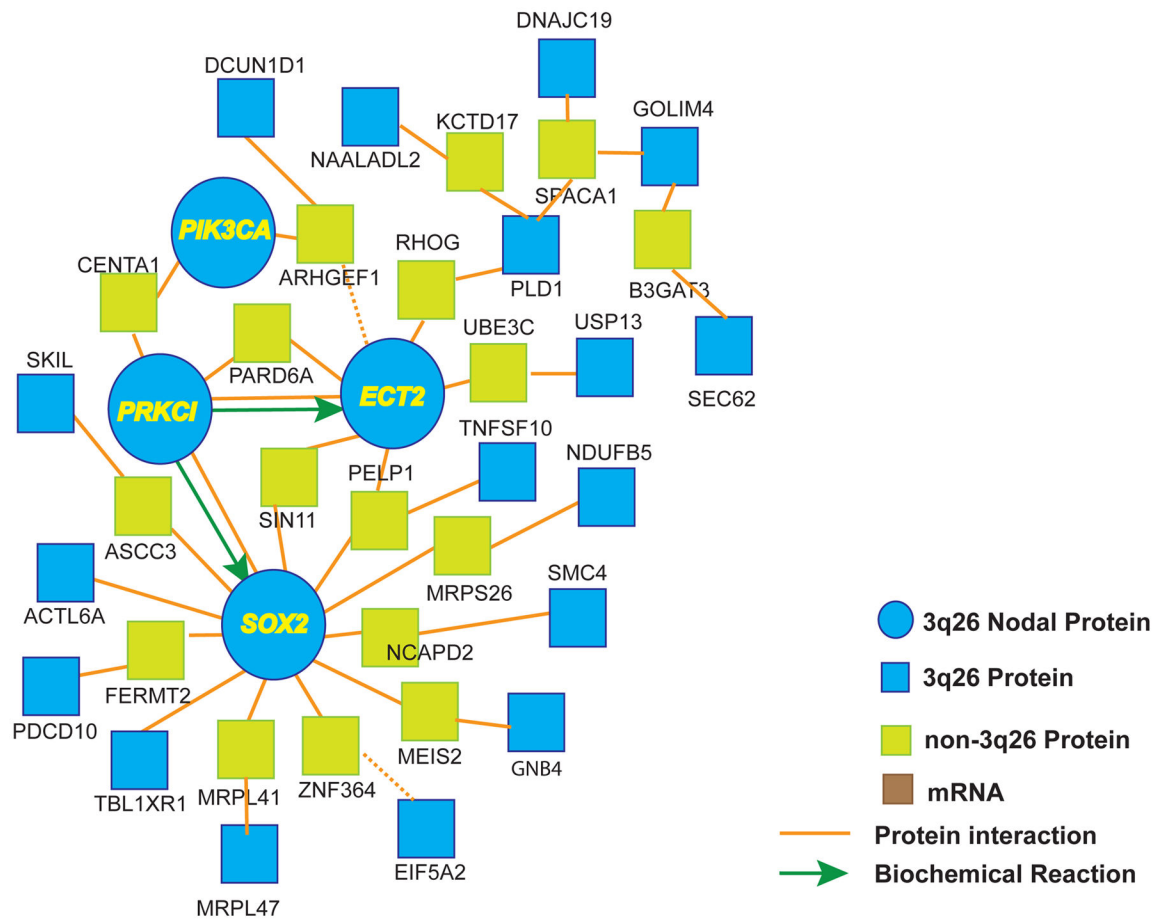 DNAJC19
DCUN1D1
GOLIM4
KCTD17
NAALADL2
SPACA1
PIK3CA
RHOG
CENTA1
ARHGEF1
PLD1
B3GAT3
UBE3C
USP13
SKIL
PARD6A
SEC62
PRKCI
ECT2
TNFSF10
NDUFB5
PELP1
SIN11
ASCC3
MRPS26
SMC4
ACTL6A
SOX2
NCAPD2
3q26 Nodal Protein
3q26 Protein
FERMT2
PDCD10
MEIS2
non-3q26 Protein
GNB4
ZNF364
MRPL41
TBL1XR1
mRNA
Protein interaction
EIF5A2
Biochemical Reaction
MRPL47